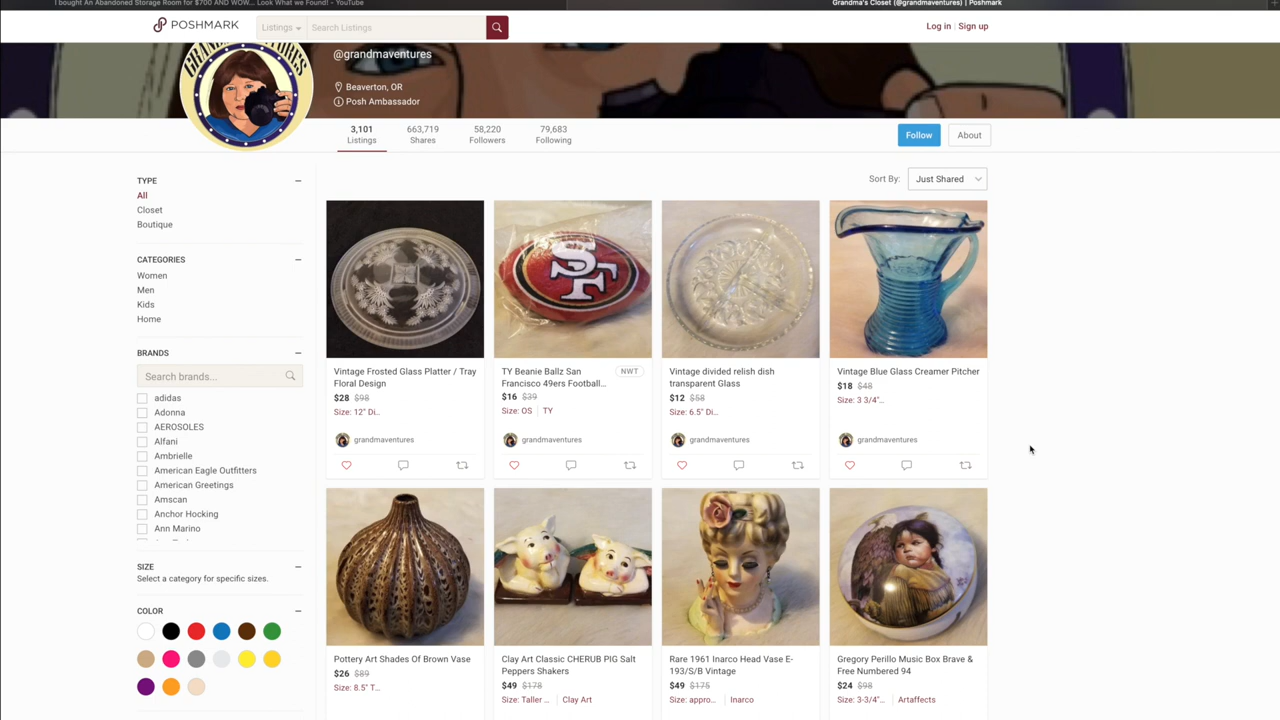 I bought An Abandoned Storage Room for $700 AND WOW... Look What we Found! - YouTube
Grandma's Closet (@grandmaventures) | Poshmark
POSHMARK
Listings
Search Listings
Log in
Sign up
@grandmaventures
Beaverton, OR
Posh Ambassador
3,101
Listings
663,719
Shares
58,220
Followers
79,683
Following
Follow
About
TYPE
All
Closet
Boutique
CATEGORIES
Women
Men
Kids
Home
BRANDS
Search brands...
adidas
Adonna
AEROSOLES
Alfani
Ambrielle
American Eagle Outfitters
American Greetings
Amscan
Anchor Hocking
Ann Marino
SIZE
Select a category for specific sizes.
COLOR
Sort By:
Just Shared
Vintage Frosted Glass Platter / Tray
Floral Design
$28 $98
Size: 12" Di...
grandmaventures
SF
TY Beanie Ballz San
Francisco 49ers Football...
NWT
$16 $39
Size: OS
TY
grandmaventures
Vintage divided relish dish
transparent Glass
$12 $58
Size: 6.5" Di...
grandmaventures
Vintage Blue Glass Creamer Pitcher
$18 $48
Size: 3 3/4"...
grandmaventures
Pottery Art Shades Of Brown Vase
$26 $89
Size: 8.5" T...
Clay Art Classic CHERUB PIG Salt
Peppers Shakers
$49 $178
Size: Taller ...
Clay Art
Rare 1961 Inarco Head Vase E-
193/S/B Vintage
$49 $175
Size: appro...
Inarco
Gregory Perillo Music Box Brave &
Free Numbered 94
$24 $98
Size: 3-3/4"...
Artaffects